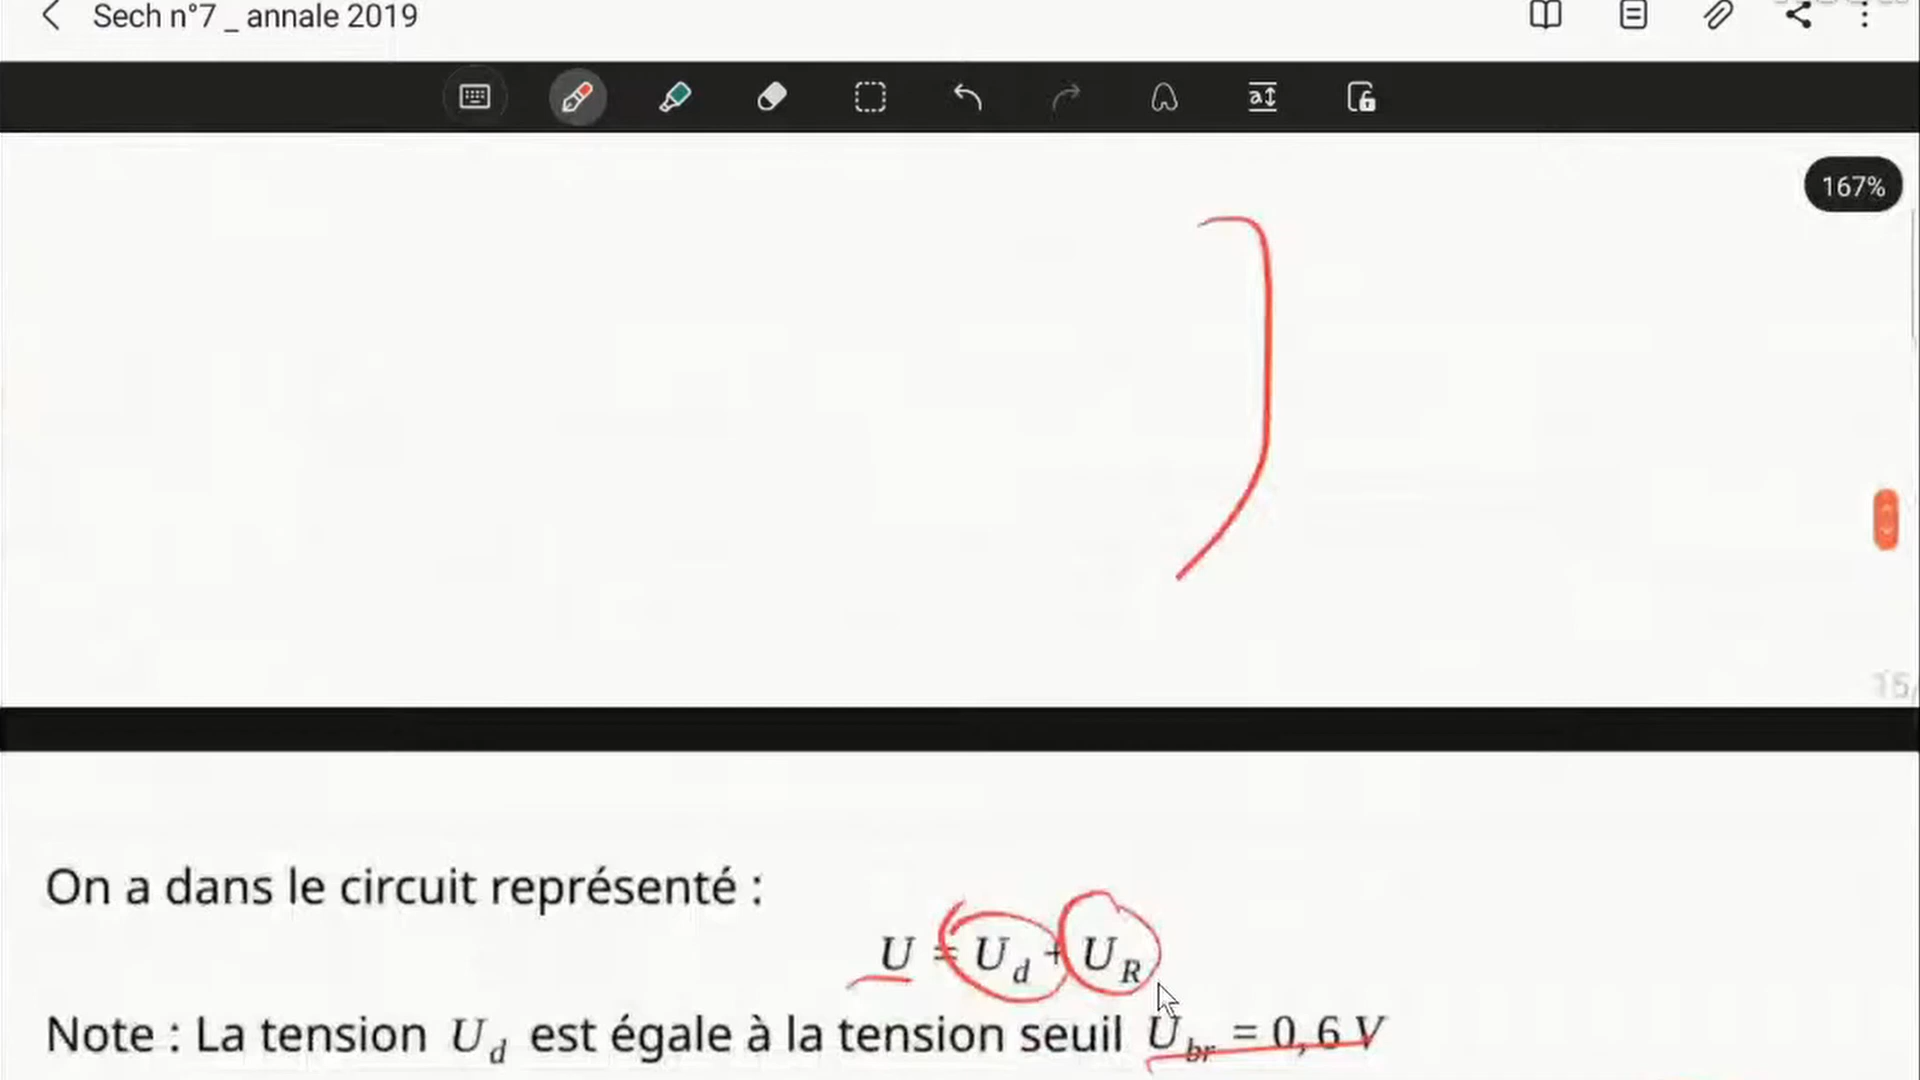 Sech n°7 _ annale 2019
167%
15
On a dans le circuit représenté :
U = U_d + U_R
Note : La tension U_d est égale à la tension seuil U_br = 0,6 V